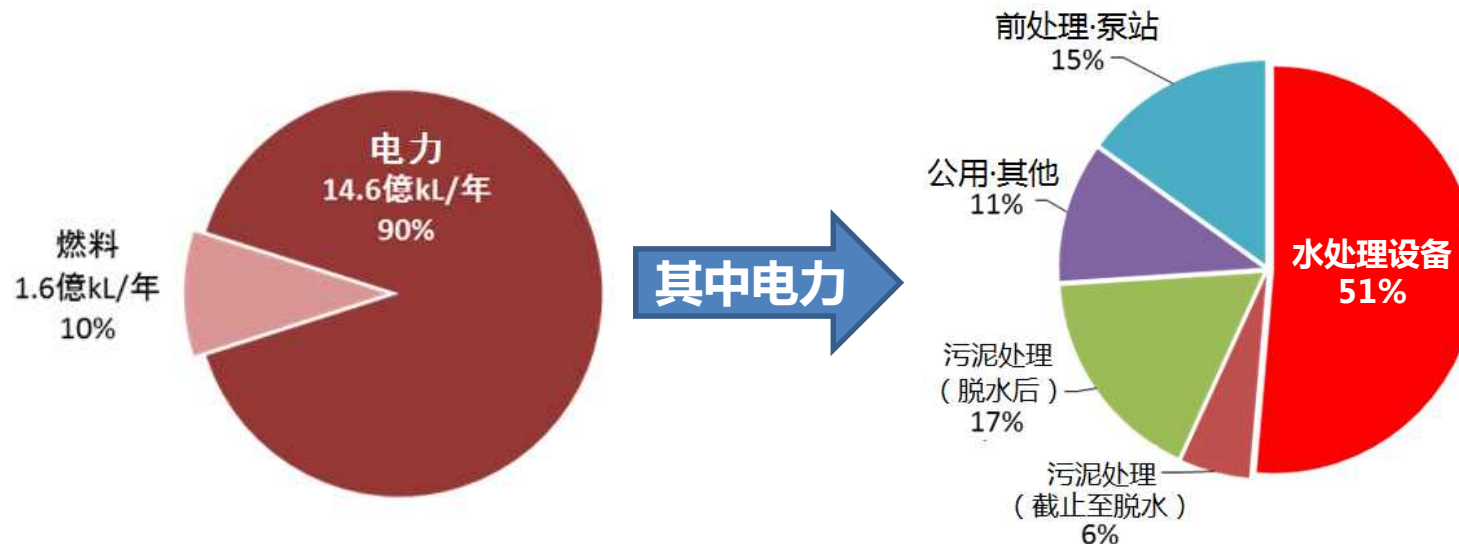 电力
14.6億kL/年
90%
燃料
1.6億kL/年
10%
其中电力
前处理·泵站
15%
公用·其他
11%
水处理设备
51%
污泥处理
（脱水后）
17%
污泥处理
（截止至脱水）
6%